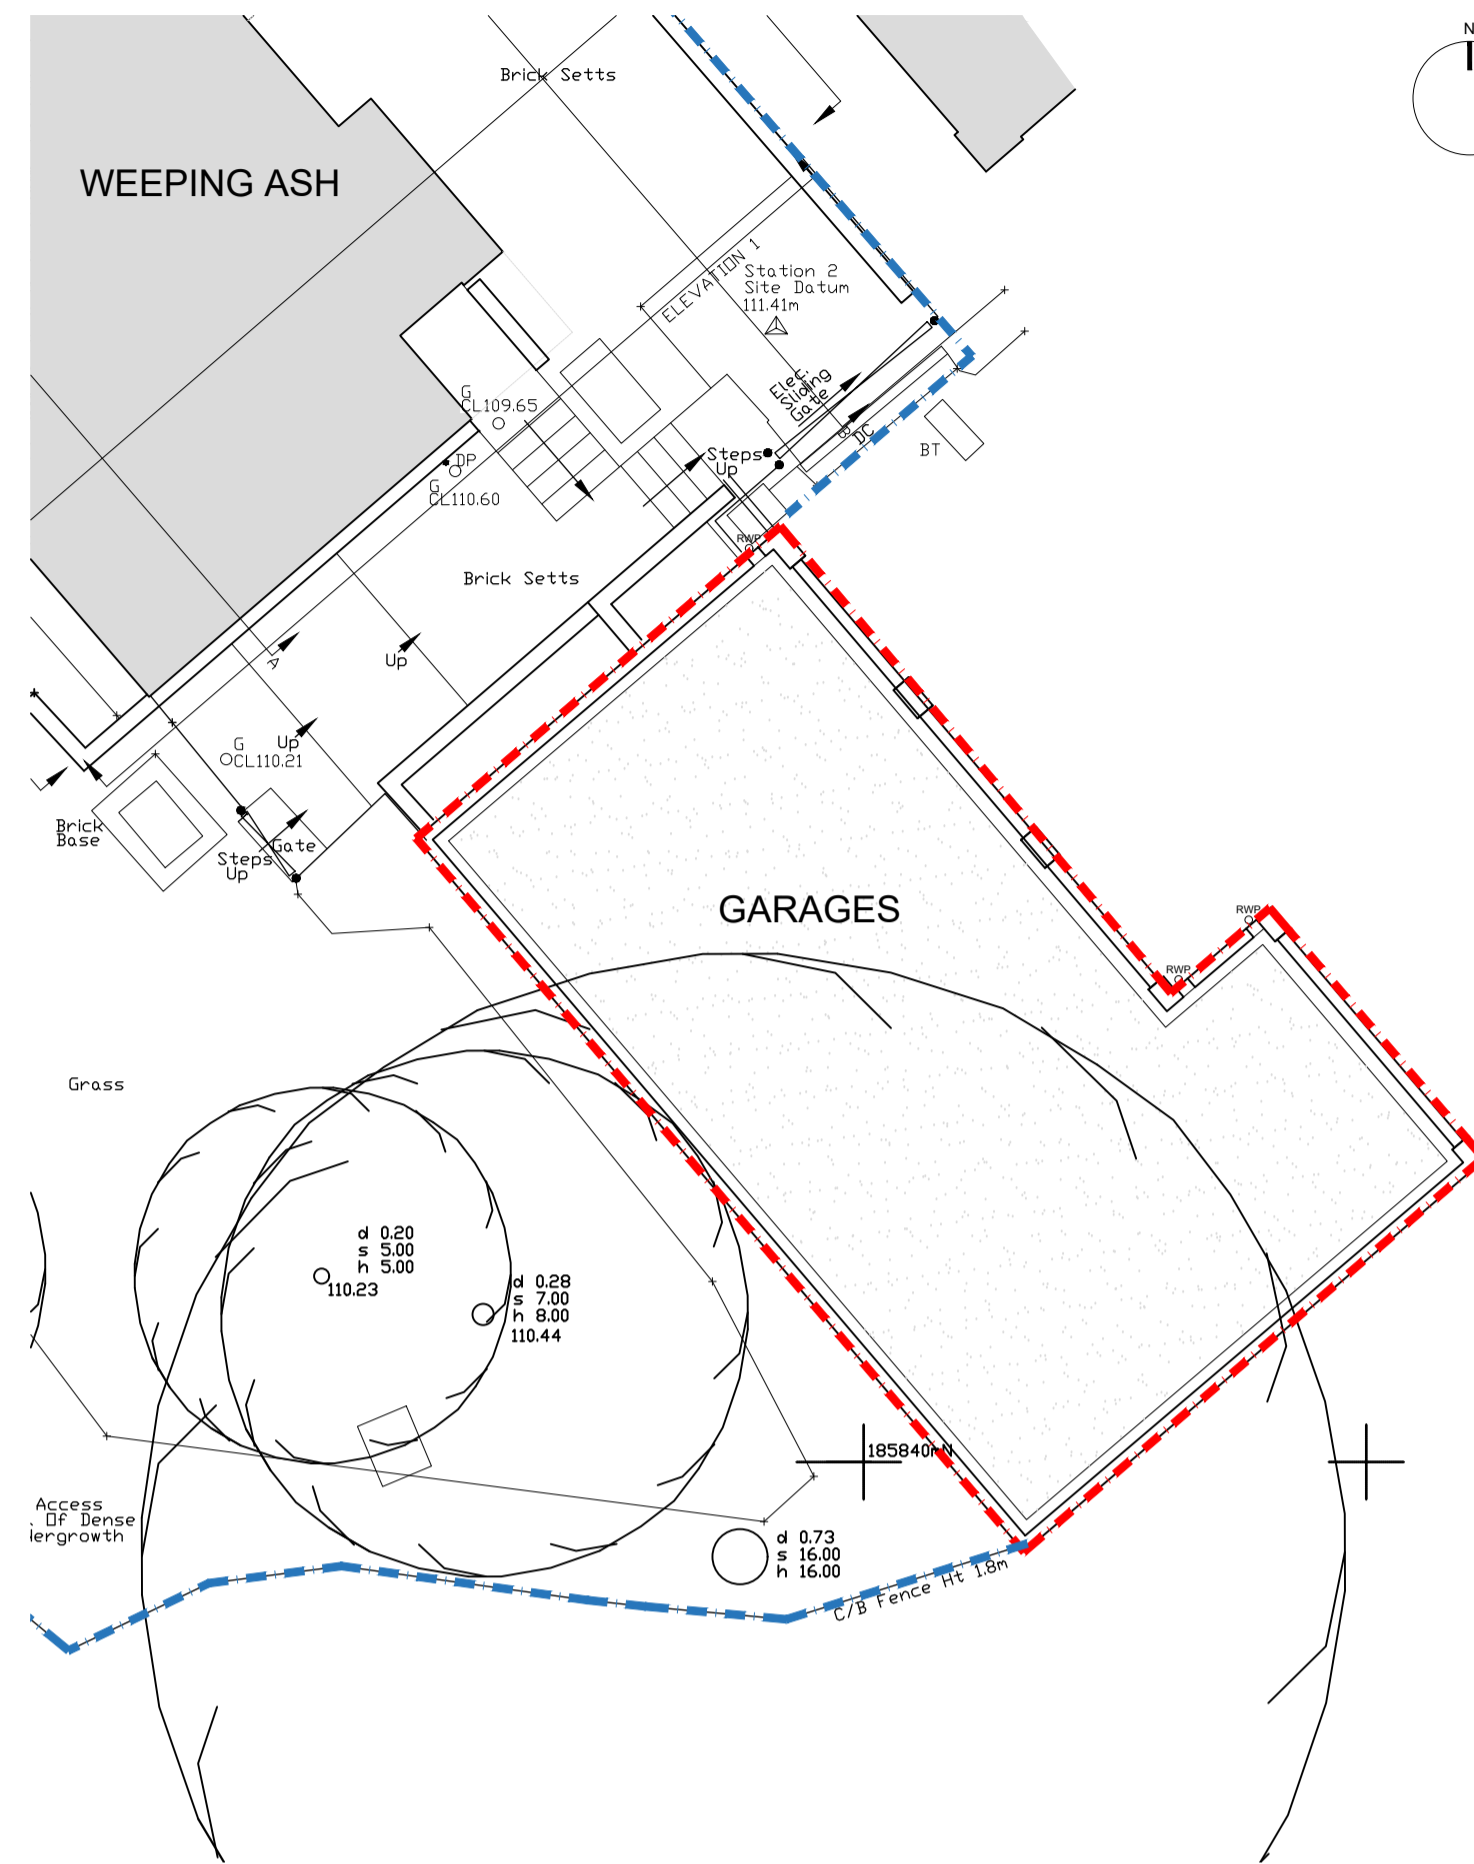 N
Brick Setts
WEEPING ASH
ELEVATION 1
Station 2
Site Datum
111.41m
Elec.
Sliding
Gate
G
CL109.65
B
DC
BT
Steps
Up
DP
G
CL110.60
RWP
Brick Setts
A
Up
Up
G
CL110.21
Brick
Base
Gate
Steps
Up
GARAGES
RWP
RWP
Grass
d 0.20
s 5.00
h 5.00
110.23
d 0.28
s 7.00
h 8.00
110.44
185840mN
Access
Of Dense
dergrowth
d 0.73
s 16.00
h 16.00
C/B Fence Ht 1.8m